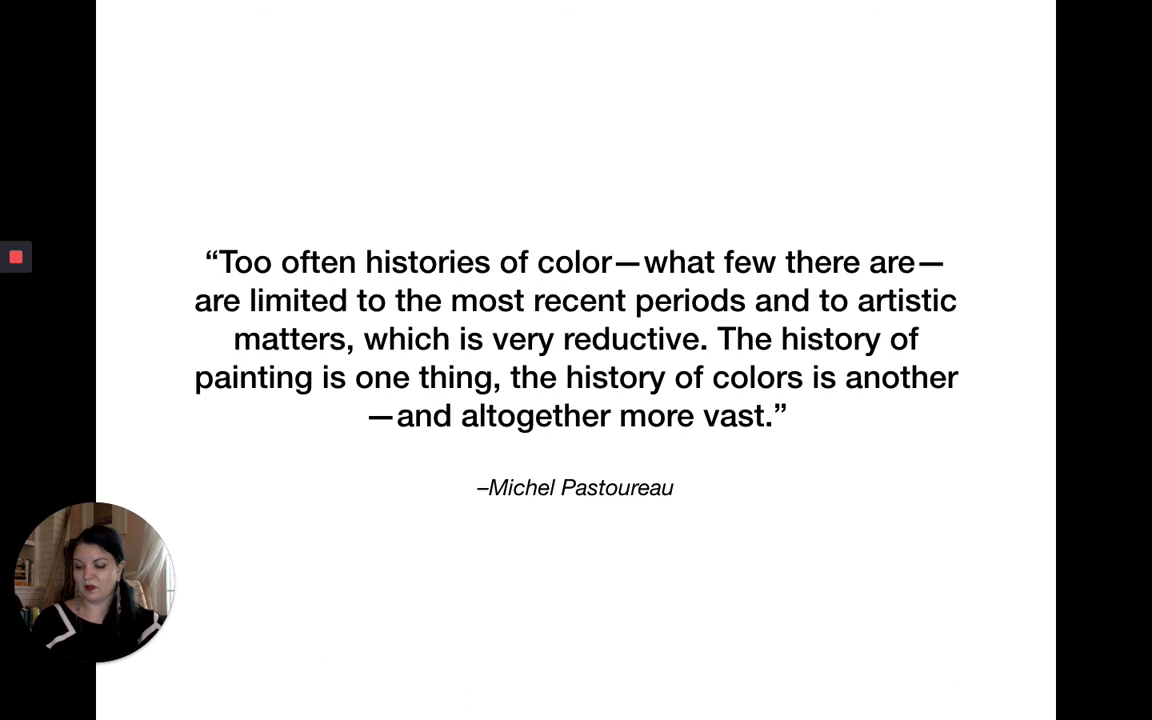 “Too often histories of color—what few there are—
are limited to the most recent periods and to artistic
matters, which is very reductive. The history of
painting is one thing, the history of colors is another
—and altogether more vast.”
–Michel Pastoureau